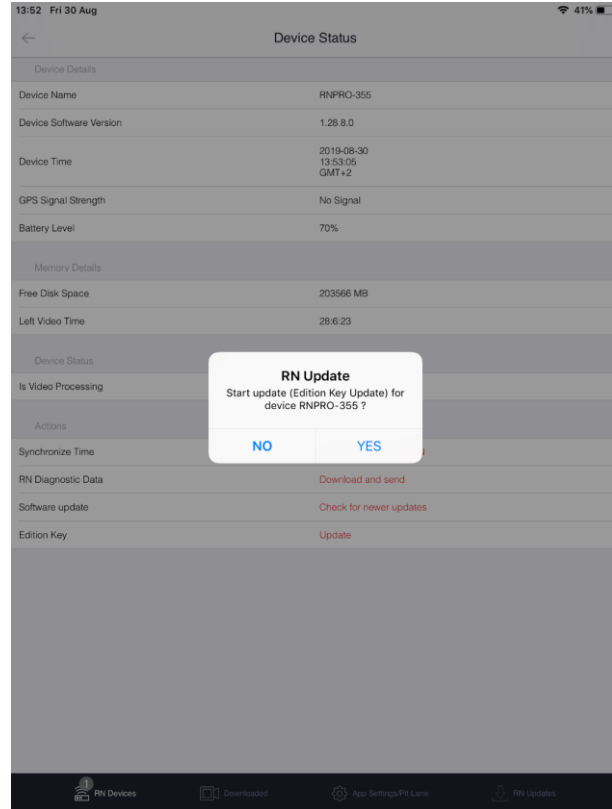 13:52 Fri 30 Aug 41%
Device Status
Device Details
Device Name RNPRO-355
Device Software Version 1.28.8.0
Device Time 2019-08-30
13:53:05
GMT+2
GPS Signal Strength No Signal
Battery Level 70%
Memory Details
Free Disk Space 203566 MB
Left Video Time 28:6:23
Device Status
Is Video Processing
RN Update
Start update (Edition Key Update) for
device RNPRO-355 ?
NO YES
Actions
Synchronize Time
RN Diagnostic Data Download and send
Software update Check for newer updates
Edition Key Update
1
RN Devices Downloaded App Settings/Pit Lane RN Updates